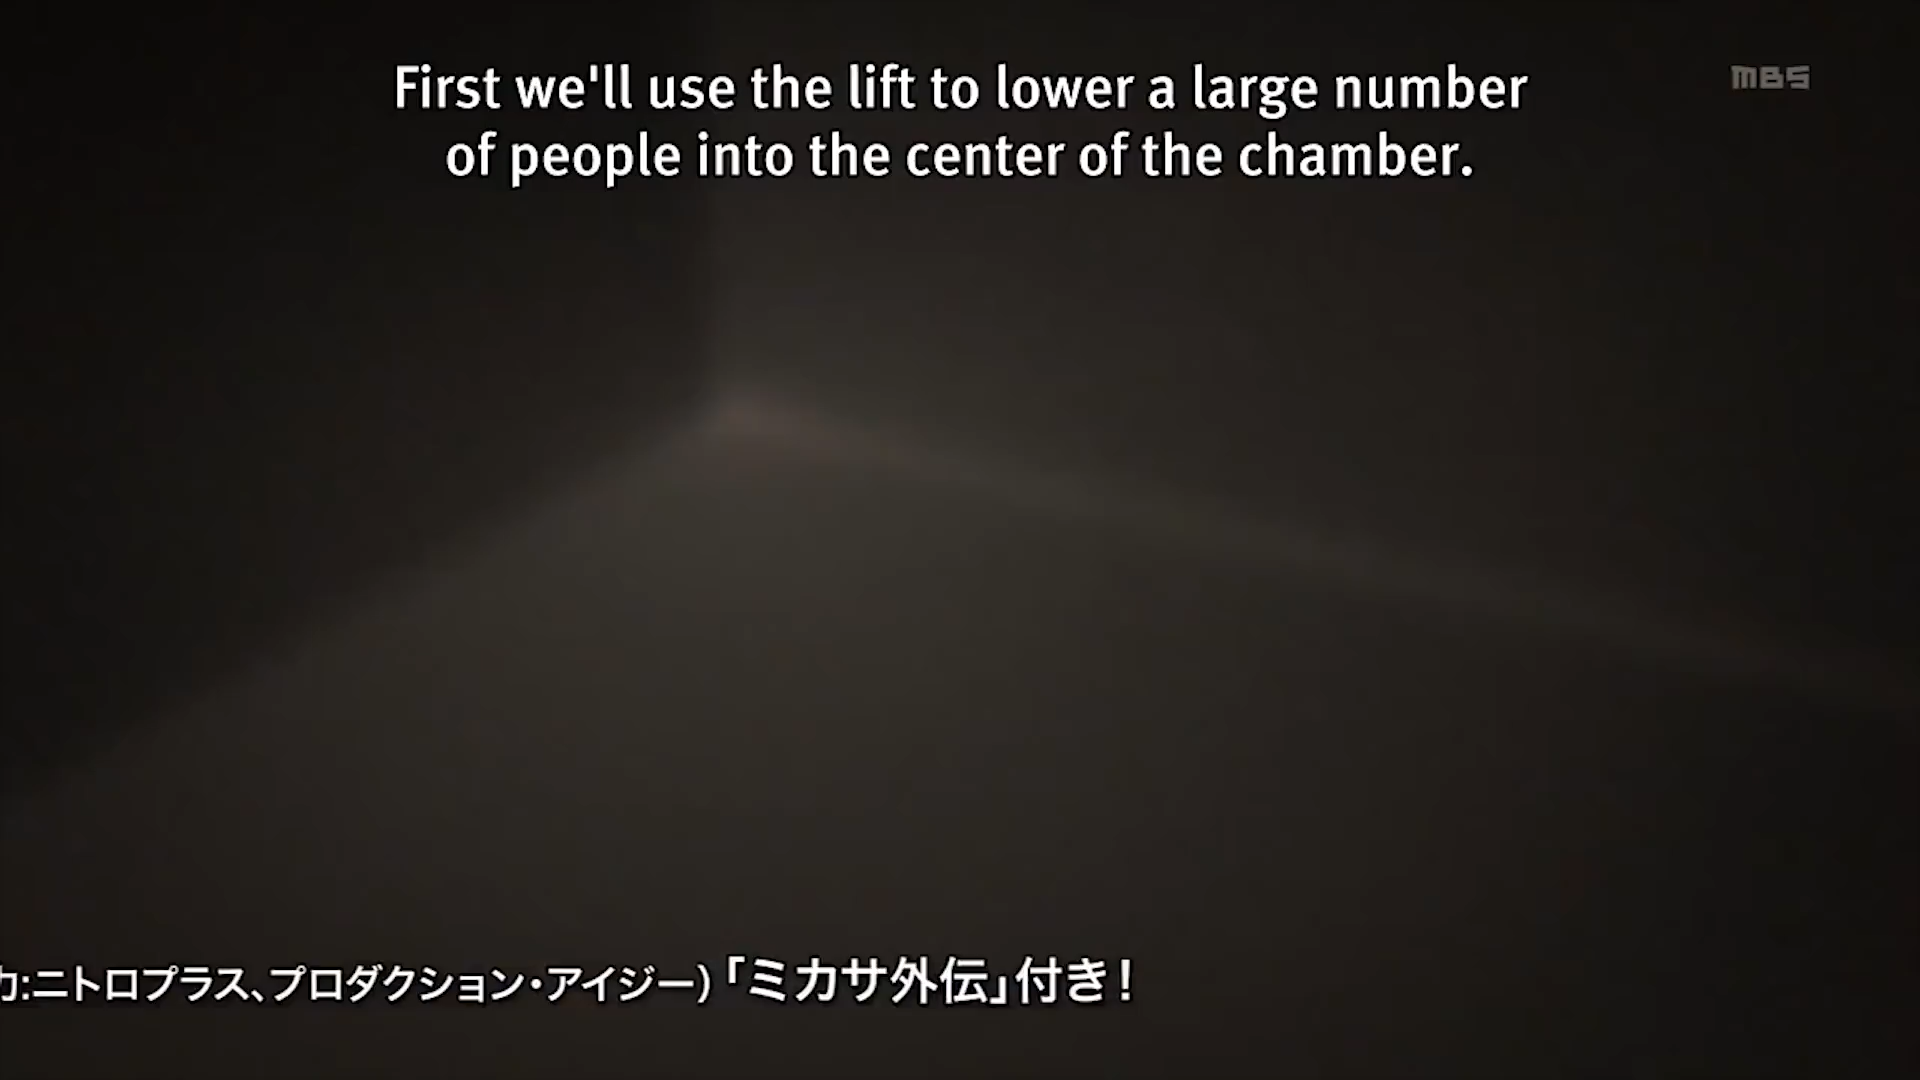 First we'll use the lift to lower a large number
of people into the center of the chamber.
MBS
力:ニトロプラス、プロダクション・アイジー)「ミカサ外伝」付き!